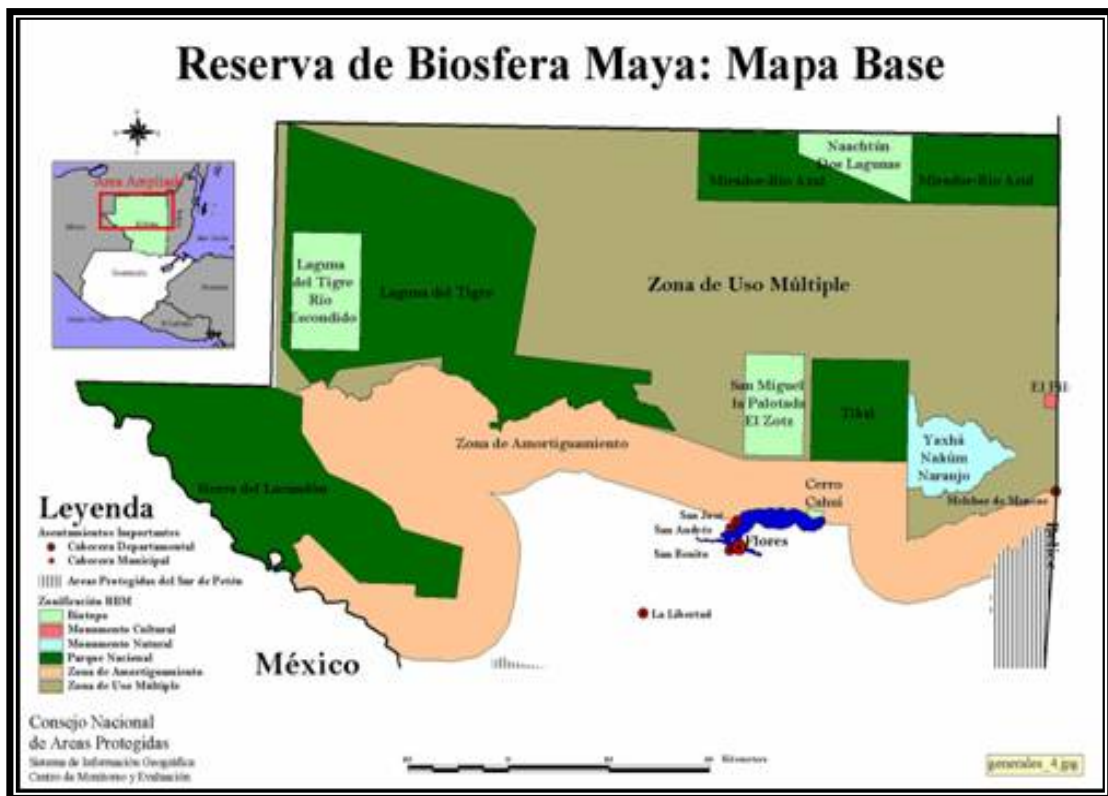 Reserva de Biosfera Maya: Mapa Base
Area Ampliada
Naachtún
Dos Lagunas
Mirador-Río Azul
Mirador-Río Azul
Laguna
del Tigre
Río
Escondido
Laguna del Tigre
Zona de Uso Múltiple
San Miguel
la Palotada
El Zotz
Tikal
El Pil
Yaxhá
Nakúm
Naranjo
Zona de Amortiguamiento
Sierra del Lacandón
Cerro
Cahuí
Melchor de Mencos
San José
San Andrés
Flores
San Benito
Belice
La Libertad
México
Leyenda
Asentamientos Importantes
Cabecera Departamental
Cabecera Municipal
Areas Protegidas del Sur de Petén
Zonificación RBM
Biotopo
Monumento Cultural
Monumento Natural
Parque Nacional
Zona de Amortiguamiento
Zona de Uso Múltiple
Consejo Nacional
de Areas Protegidas
Sistema de Información Geográfica
Centro de Monitoreo y Evaluación
Kilometers
generales_4.jpg